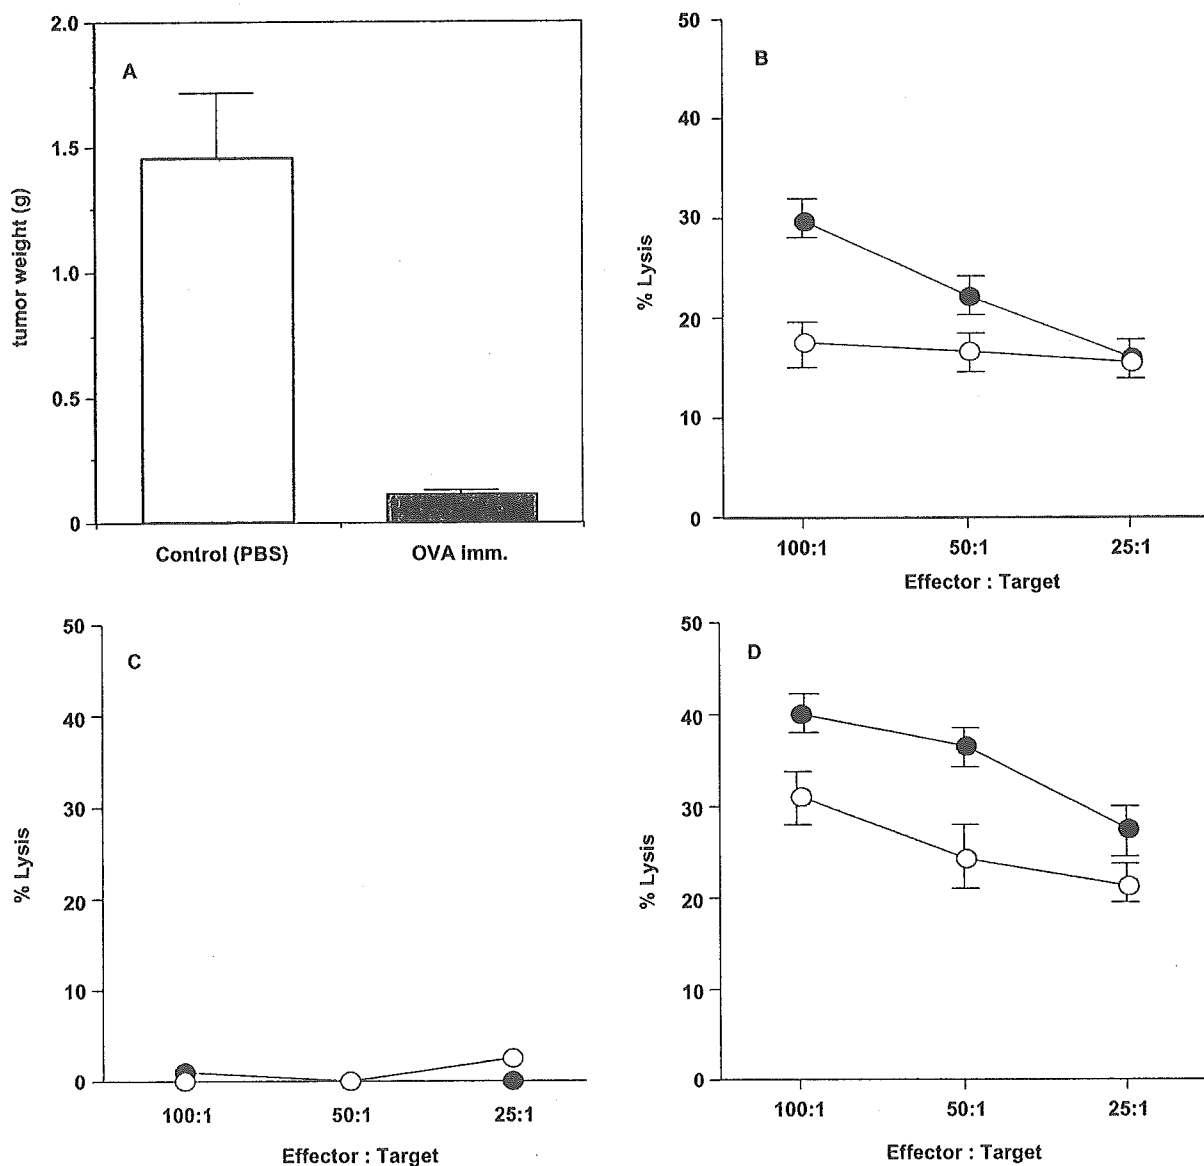 A
2.0
1.5
1.0
0.5
0
tumor weight (g)
Control (PBS)
OVA imm.
B
50
40
30
20
10
0
% Lysis
100:1
50:1
25:1
Effector : Target
C
50
40
30
20
10
0
% Lysis
100:1
50:1
25:1
Effector : Target
D
50
40
30
20
10
0
% Lysis
100:1
50:1
25:1
Effector : Target